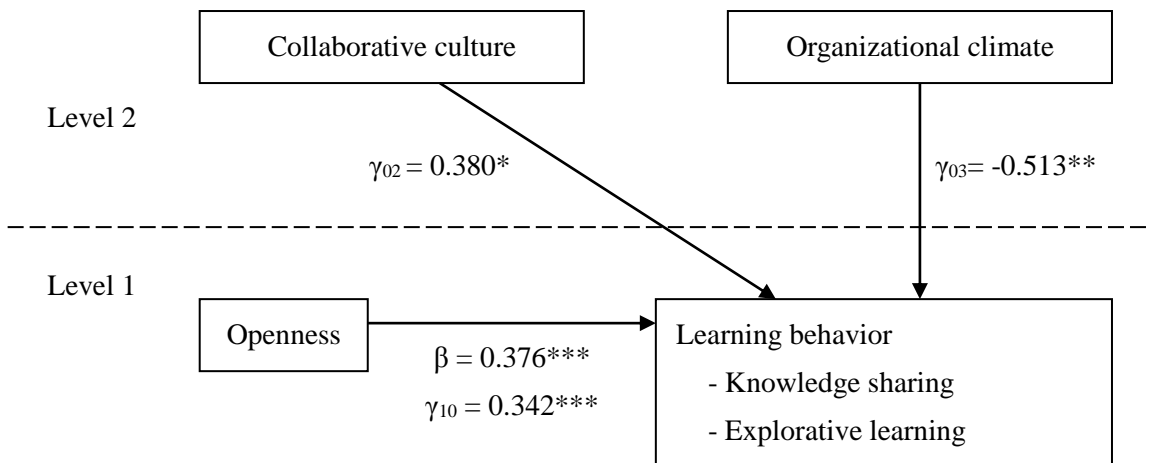 Collaborative culture
Organizational climate
Level 2
γ02 = 0.380*
γ03= -0.513**
Level 1
Openness
Learning behavior
β = 0.376***
- Knowledge sharing
γ10 = 0.342***
- Explorative learning